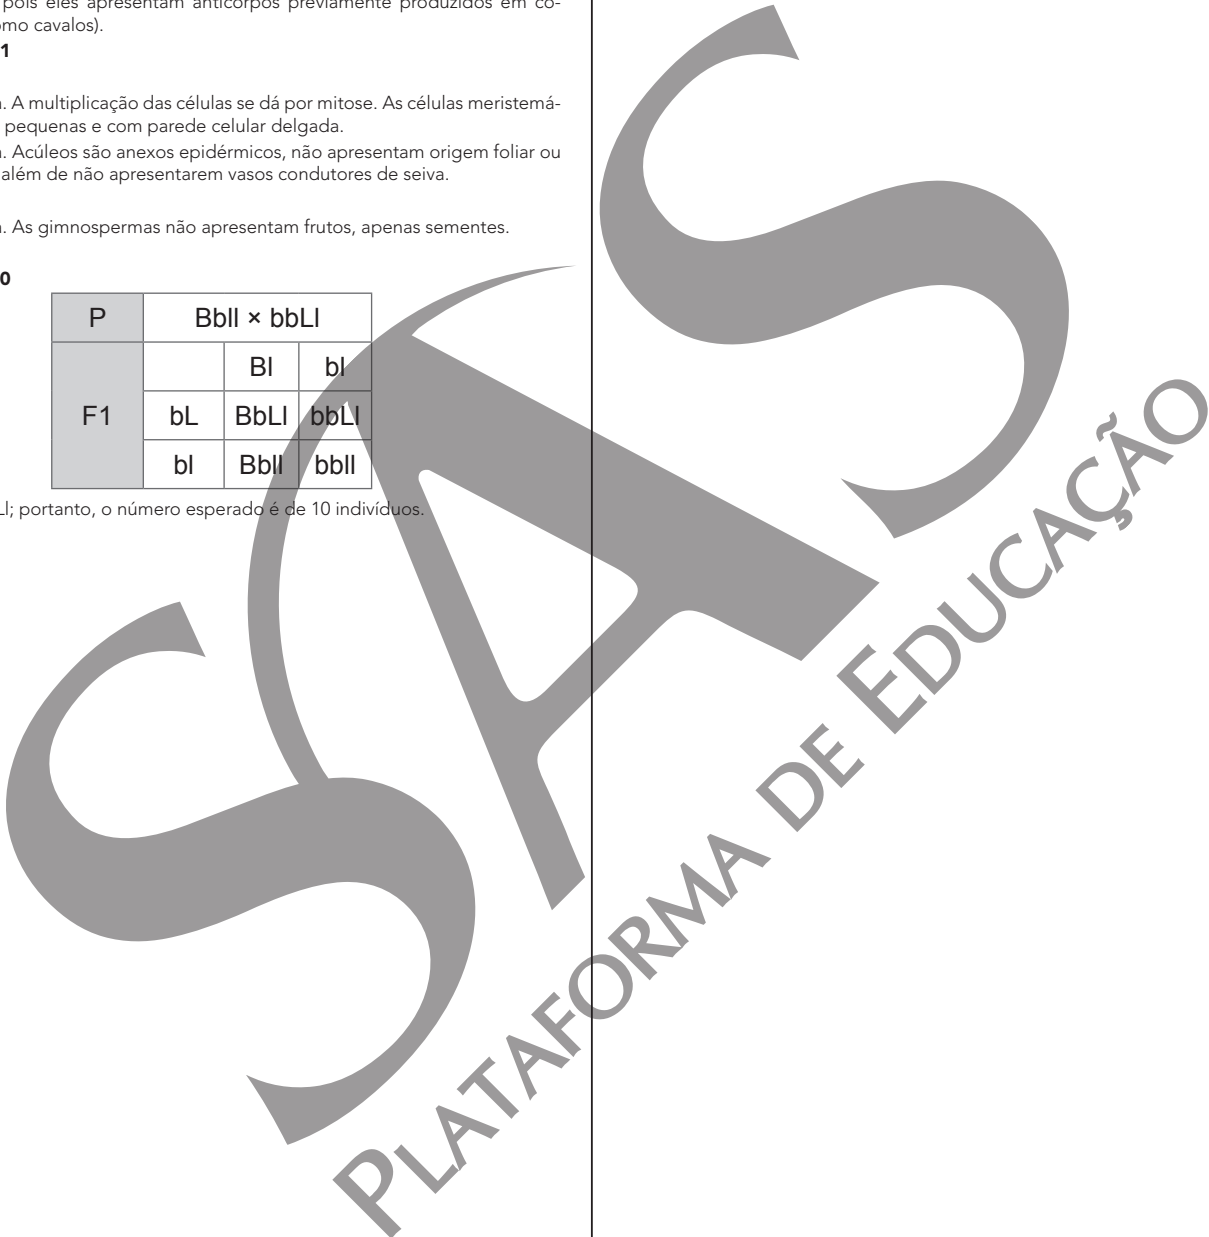 pois eles apresentam anticorpos previamente produzidos em co-
omo cavalos).
1
. A multiplicação das células se dá por mitose. As células meristemá-
pequenas e com parede celular delgada.
. Acúleos são anexos epidérmicos, não apresentam origem foliar ou
além de não apresentarem vasos condutores de seiva.
. As gimnospermas não apresentam frutos, apenas sementes.
0
P Bbll × bbLl
Bl bl
F1 bL BbLl bbLl
bl Bbll bbll
Ll; portanto, o número esperado é de 10 indivíduos.
SAS
PLATAFORMA DE EDUCAÇÃO